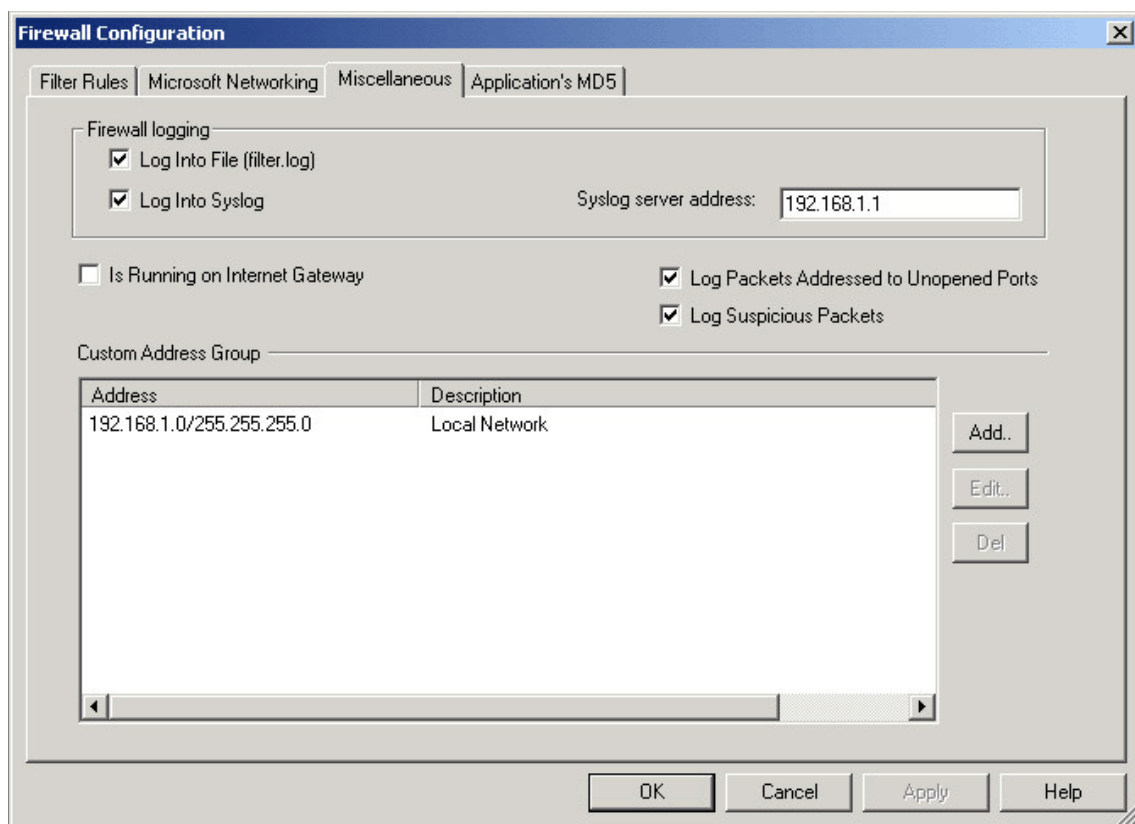 Firewall Configuration
Filter Rules
Microsoft Networking
Miscellaneous
Application's MD5
Firewall logging
Log Into File (filter.log)
Log Into Syslog
Syslog server address:
192.168.1.1
Is Running on Internet Gateway
Log Packets Addressed to Unopened Ports
Log Suspicious Packets
Custom Address Group
Address
Description
192.168.1.0/255.255.255.0
Local Network
Add..
Edit..
Del
OK
Cancel
Apply
Help